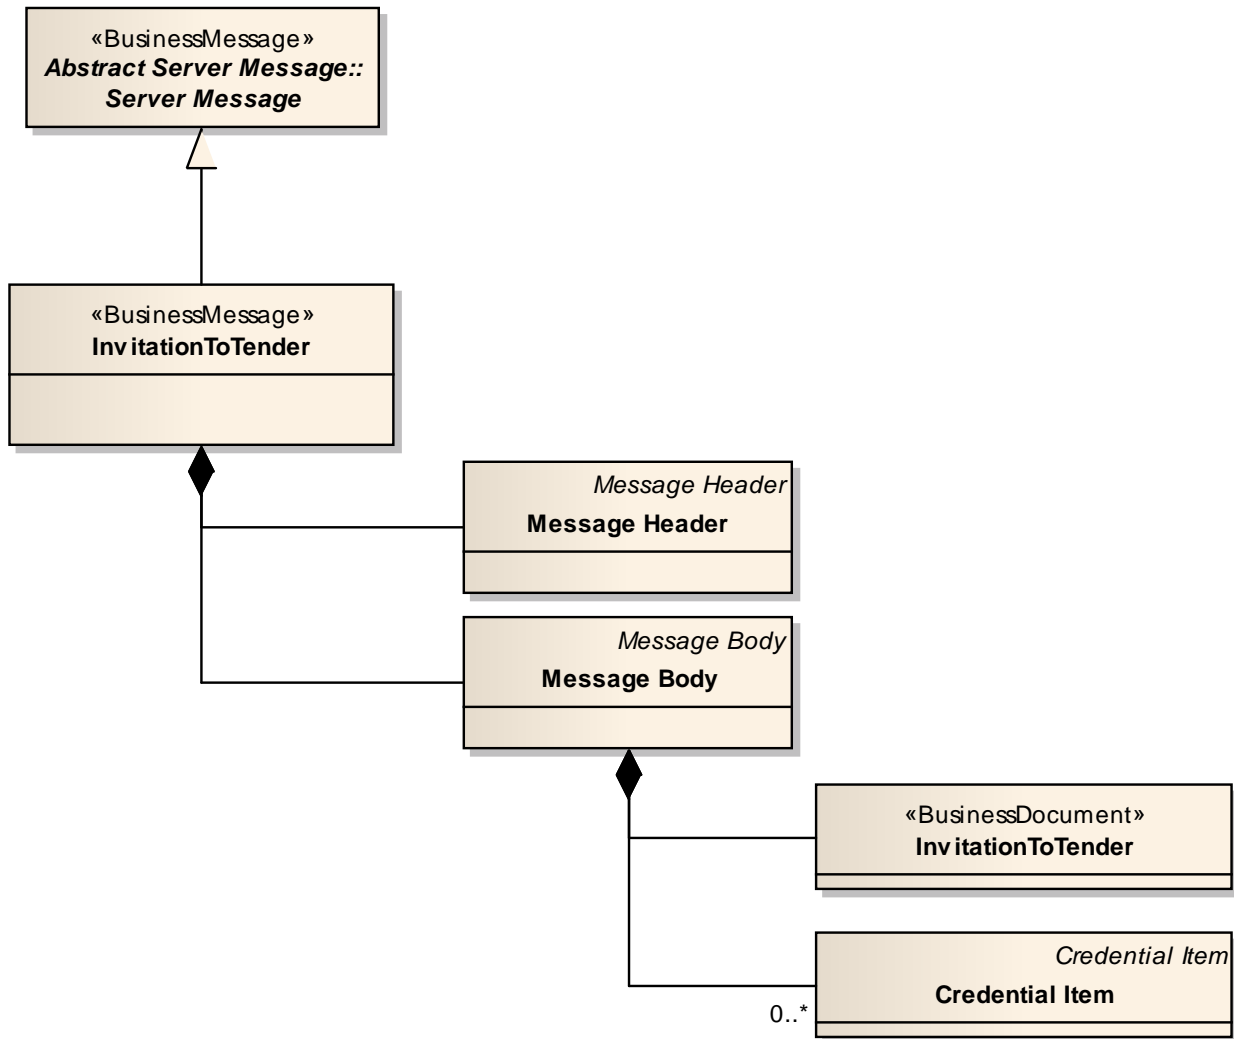 «BusinessMessage»
Abstract Server Message::
Server Message
«BusinessMessage»
InvitationToTender
Message Header
Message Header
Message Body
Message Body
«BusinessDocument»
InvitationToTender
Credential Item
Credential Item
0..*